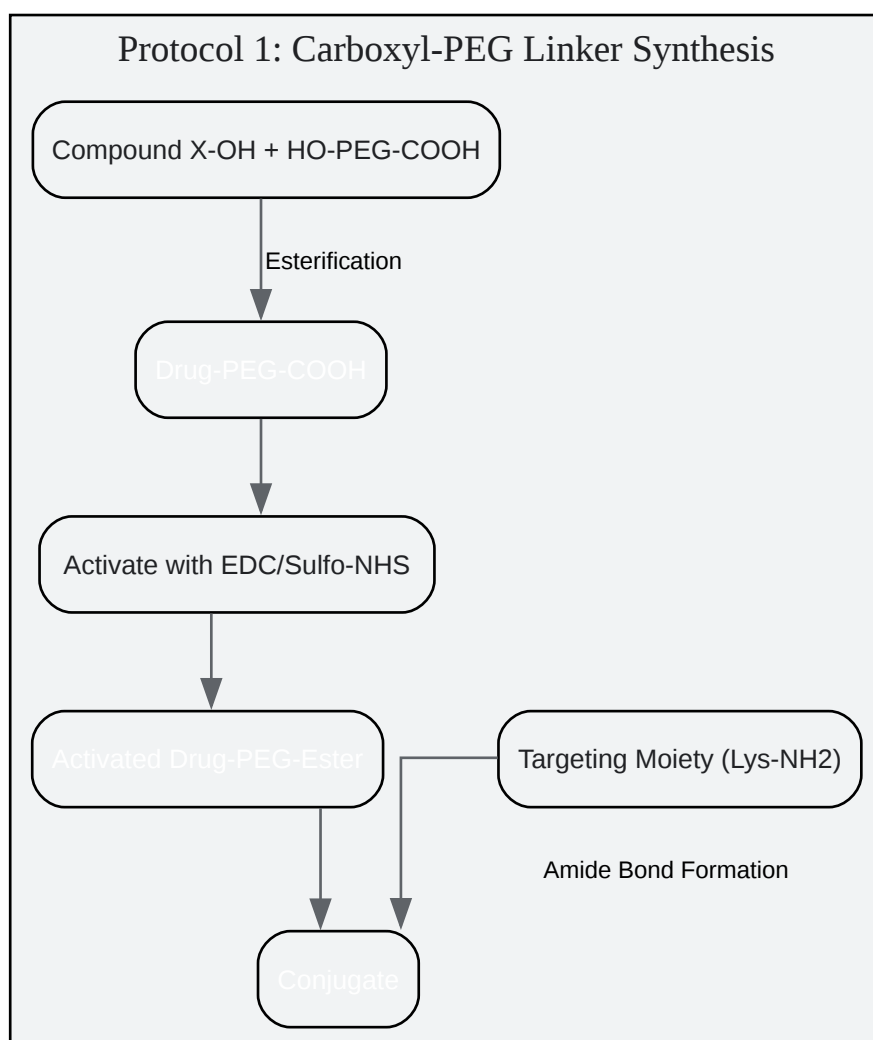 Protocol 1: Carboxyl-PEG Linker Synthesis
Compound X-OH + HO-PEG-COOH
Esterification
Drug-PEG-COOH
Activate with EDC/Sulfo-NHS
Activated Drug-PEG-Ester
Targeting Moiety (Lys-NH2)
Amide Bond Formation
Conjugate